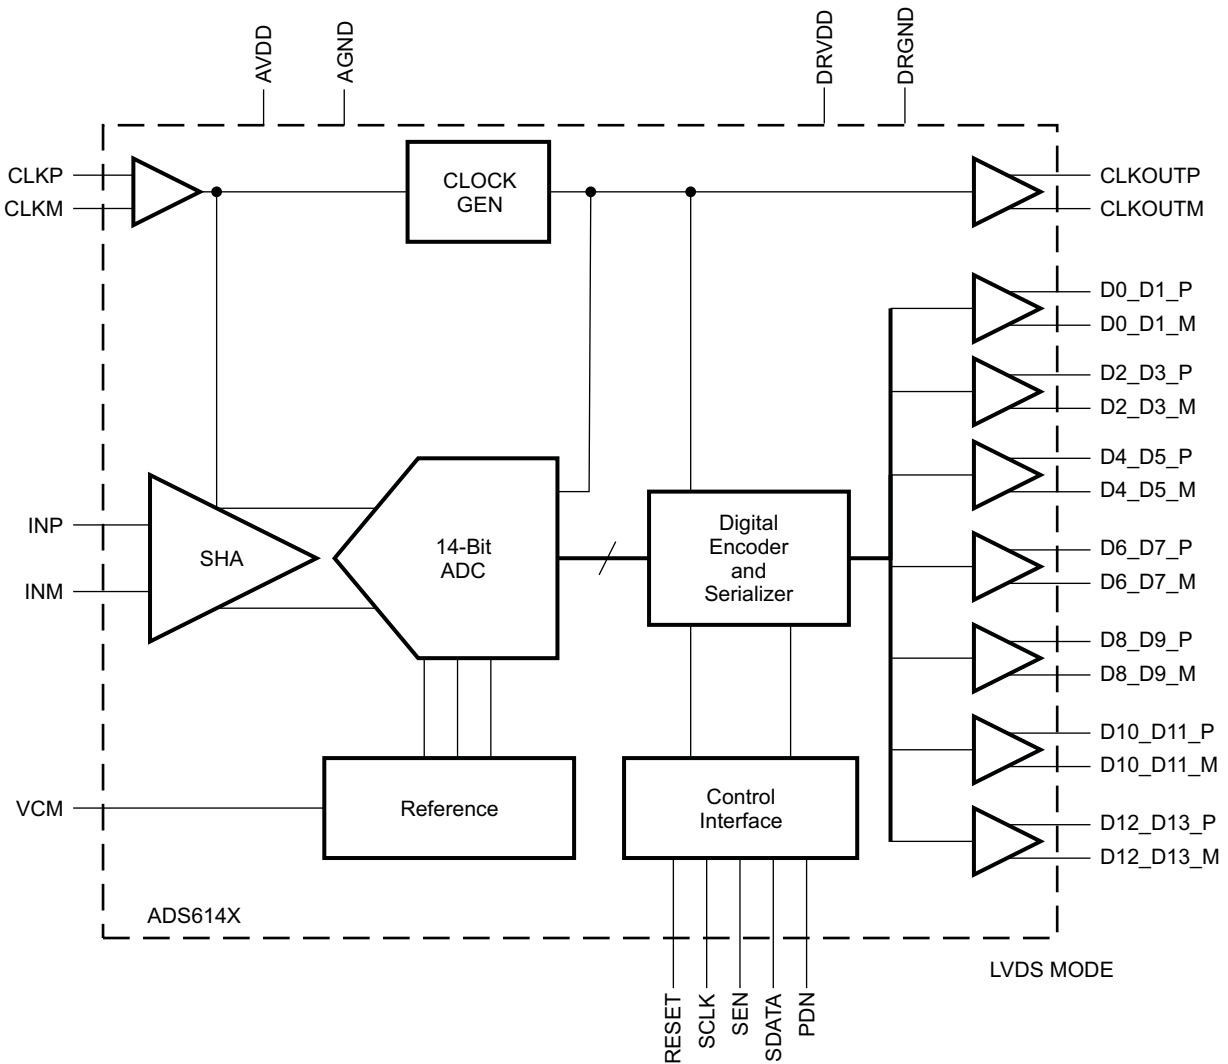 AVDD
AGND
DRVDD
DRGND
CLKP
CLKM
CLOCK
GEN
CLKOUTP
CLKOUTM
D0_D1_P
D0_D1_M
D2_D3_P
D2_D3_M
D4_D5_P
D4_D5_M
INP
INM
SHA
14-Bit
ADC
Digital
Encoder
and
Serializer
D6_D7_P
D6_D7_M
D8_D9_P
D8_D9_M
D10_D11_P
D10_D11_M
VCM
Reference
Control
Interface
D12_D13_P
D12_D13_M
ADS614X
LVDS MODE
RESET
SCLK
SEN
SDATA
PDN